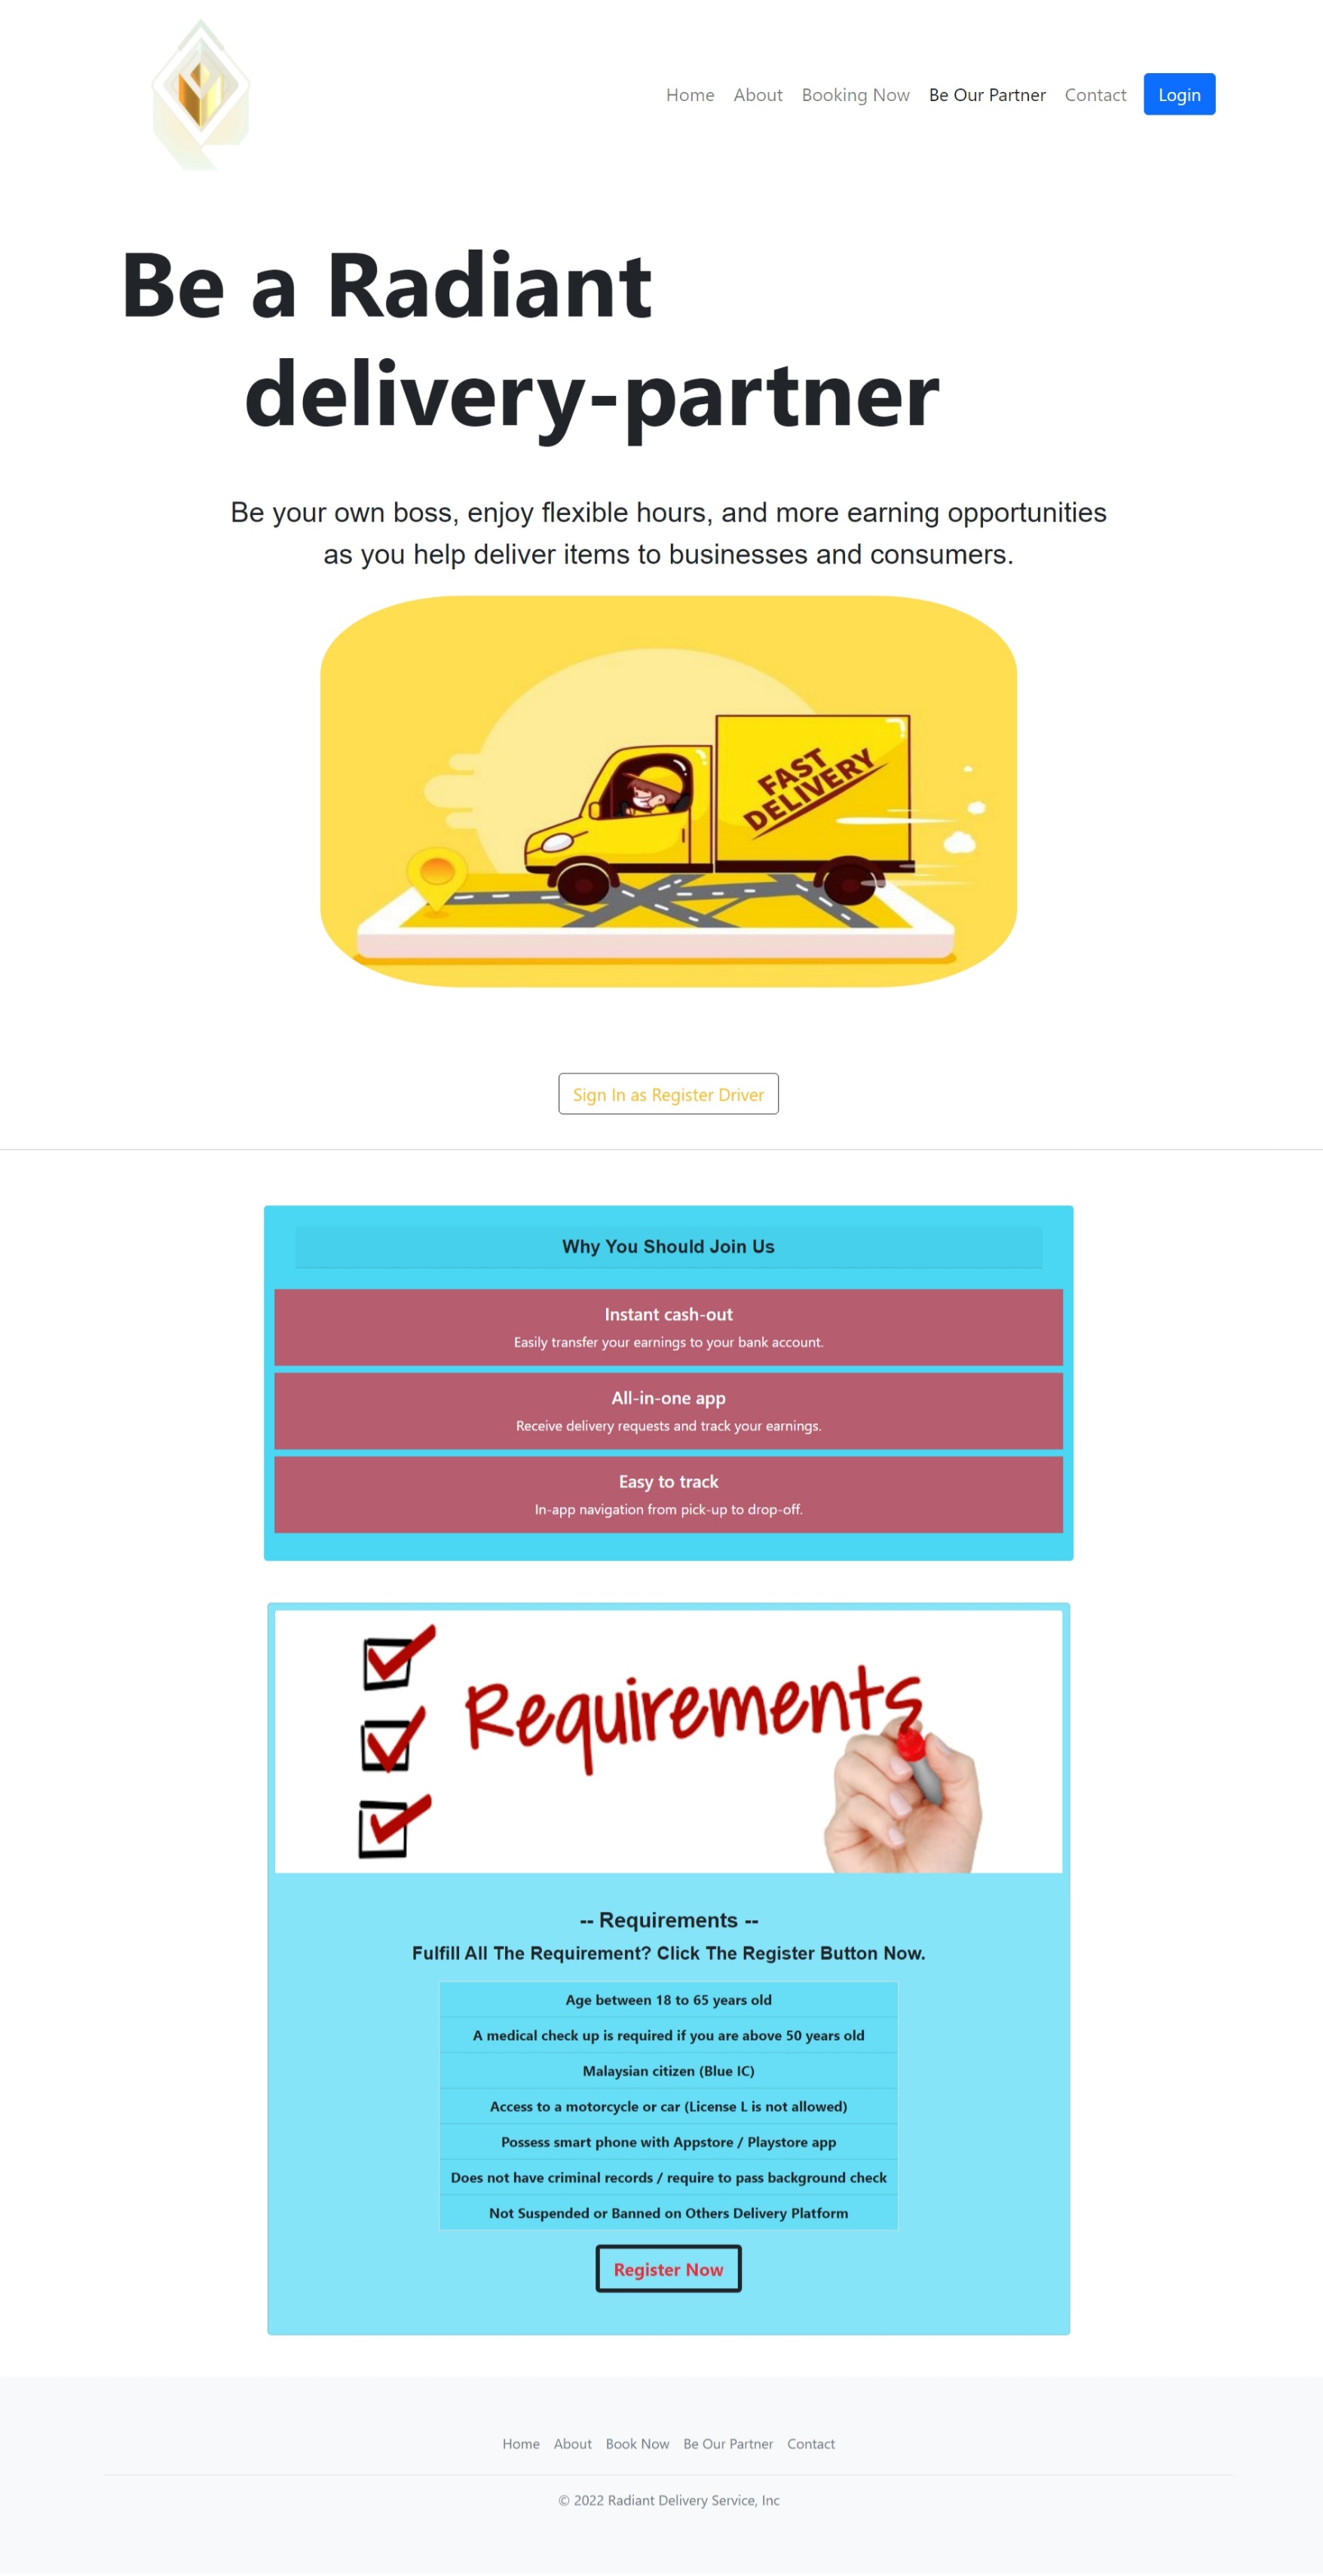 Home About Booking Now Be Our Partner Contact Login
Be a Radiant
delivery-partner
Be your own boss, enjoy flexible hours, and more earning opportunities
as you help deliver items to businesses and consumers.
FAST
DELIVERY
Sign In as Register Driver
Why You Should Join Us
Instant cash-out
Easily transfer your earnings to your bank account.
All-in-one app
Receive delivery requests and track your earnings.
Easy to track
In-app navigation from pick-up to drop-off.
Requirements
-- Requirements --
Fulfill All The Requirement? Click The Register Button Now.
Age between 18 to 65 years old
A medical check up is required if you are above 50 years old
Malaysian citizen (Blue IC)
Access to a motorcycle or car (License L is not allowed)
Possess smart phone with Appstore / Playstore app
Does not have criminal records / require to pass background check
Not Suspended or Banned on Others Delivery Platform
Register Now
Home About Book Now Be Our Partner Contact
© 2022 Radiant Delivery Service, Inc